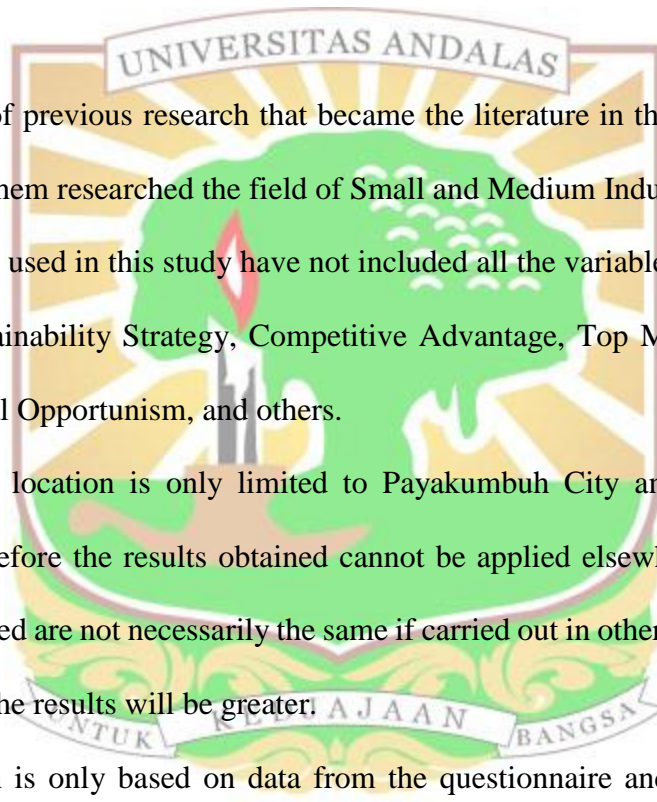 UNIVERSITAS ANDALAS
of previous research that became the literature in th
hem researched the field of Small and Medium Indu
used in this study have not included all the variable
ainability Strategy, Competitive Advantage, Top M
l Opportunism, and others.
location is only limited to Payakumbuh City an
efore the results obtained cannot be applied elsewh
ed are not necessarily the same if carried out in other
he results will be greater.
UNTUK KEDJAJAAN BANGSA
is only based on data from the questionnaire and